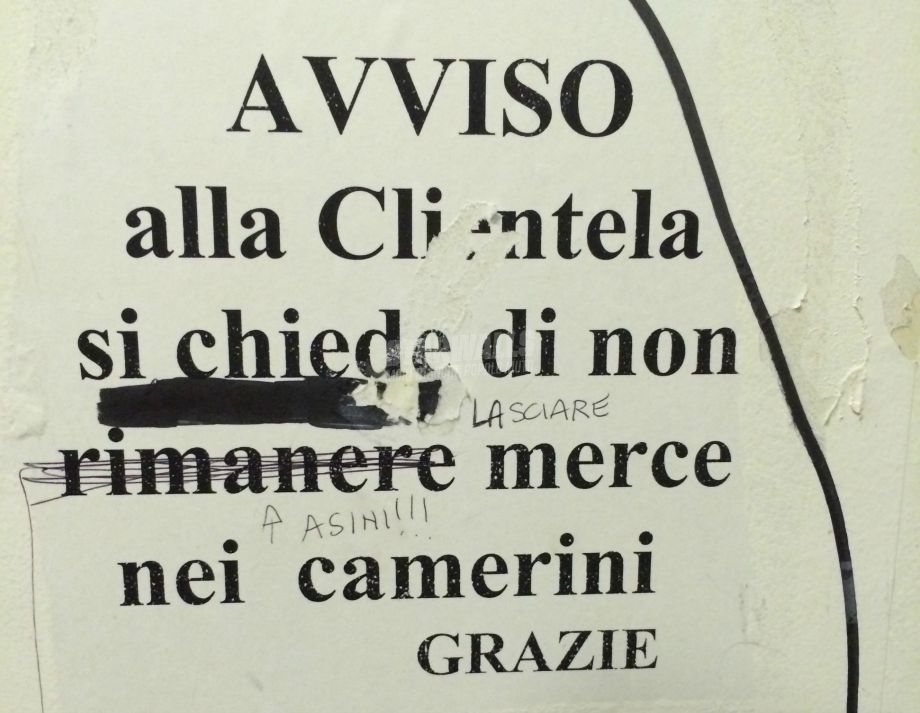 AVVISO
alla Clientela
si chiede di non
LASCIARE
rimanere merce
ASINI!!!
nei camerini
GRAZIE